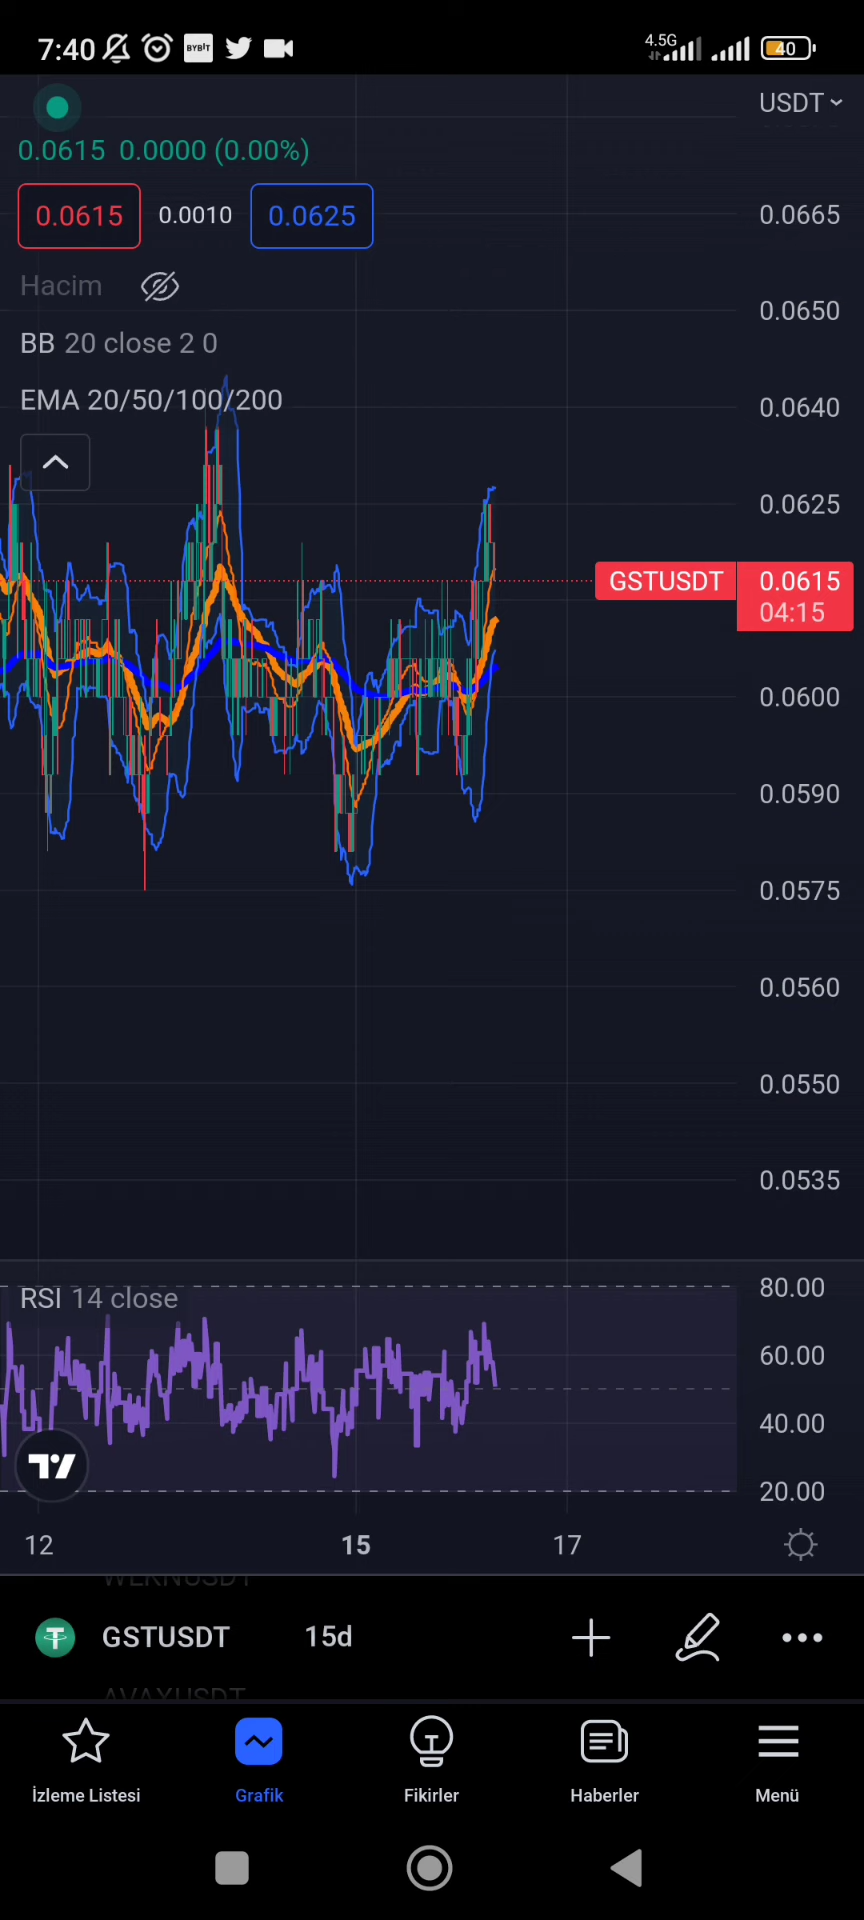 7:40 BYBIT 4.5G 40
USDT
0.0615 0.0000 (0.00%)
0.0615 0.0010 0.0625
0.0665
Hacim
0.0650
BB 20 close 2 0
EMA 20/50/100/200
0.0640
0.0625
GSTUSDT 0.0615
04:15
0.0600
0.0590
0.0575
0.0560
0.0550
0.0535
RSI 14 close
80.00
60.00
40.00
20.00
12 15 17
GSTUSDT 15d
AVAXUSDT
İzleme Listesi Grafik Fikirler Haberler Menü